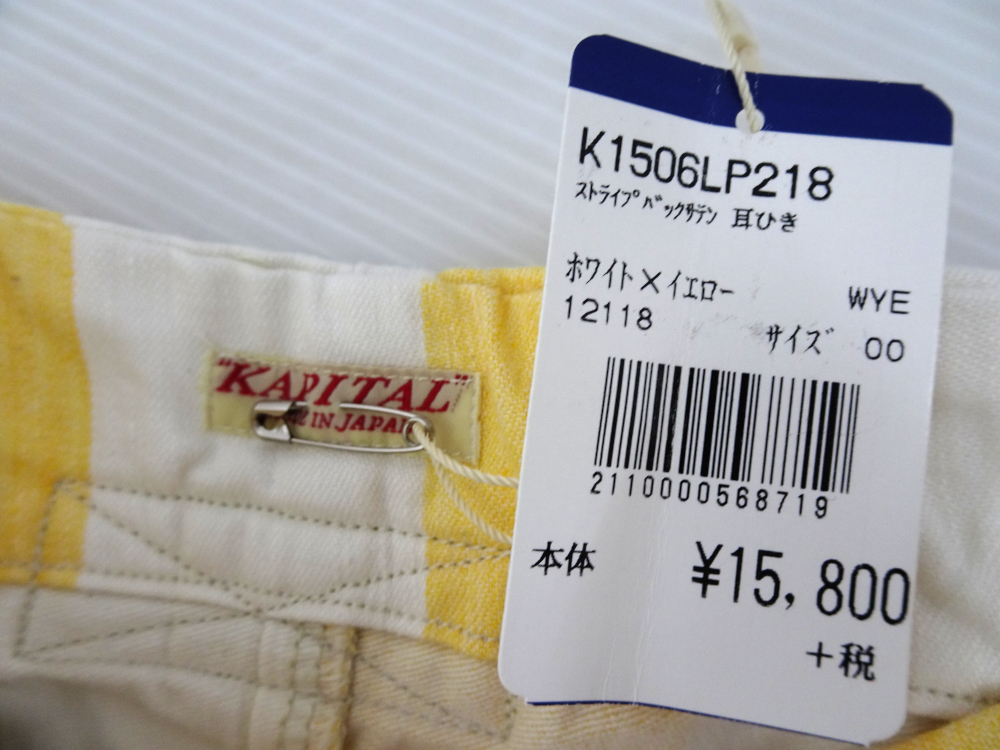 "KAPITAL"
IN JAPAN
K1506LP218
ｽﾄﾗｲﾌﾟﾊﾞｯｸｻﾃﾝ 耳ひき
ﾎﾜｲﾄ×ｲｴﾛｰ WYE
12118 ｻｲｽﾞ 00
2110000568719
本体 ¥15,800
+税